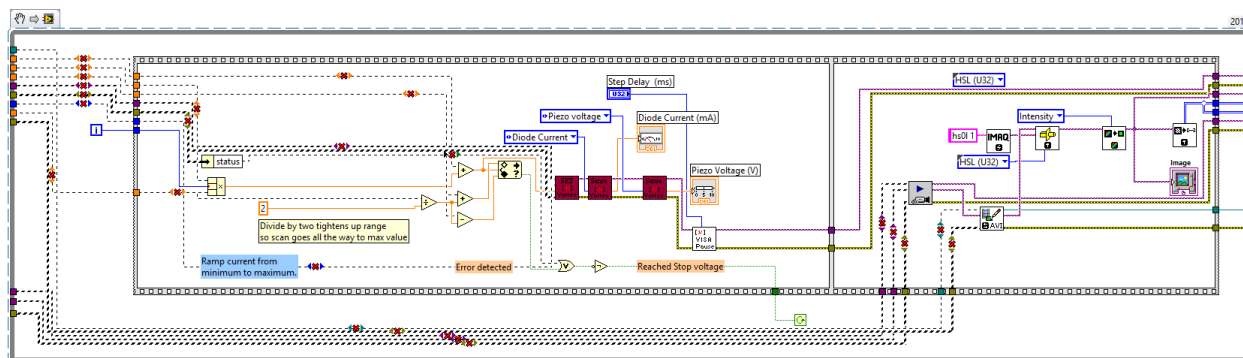 201
Step Delay (ms)
U32
Piezo voltage
Diode Current (mA)
Diode Current
HSL (U32)
Intensity
hs0l 1
IMAQ
HSL (U32)
i
status
Image
Piezo Voltage (V)
2
Divide by two tightens up range
so scan goes all the way to max value
AVI
VISA
Pause
Ramp current from
minimum to maximum.
Error detected
Reached Stop voltage